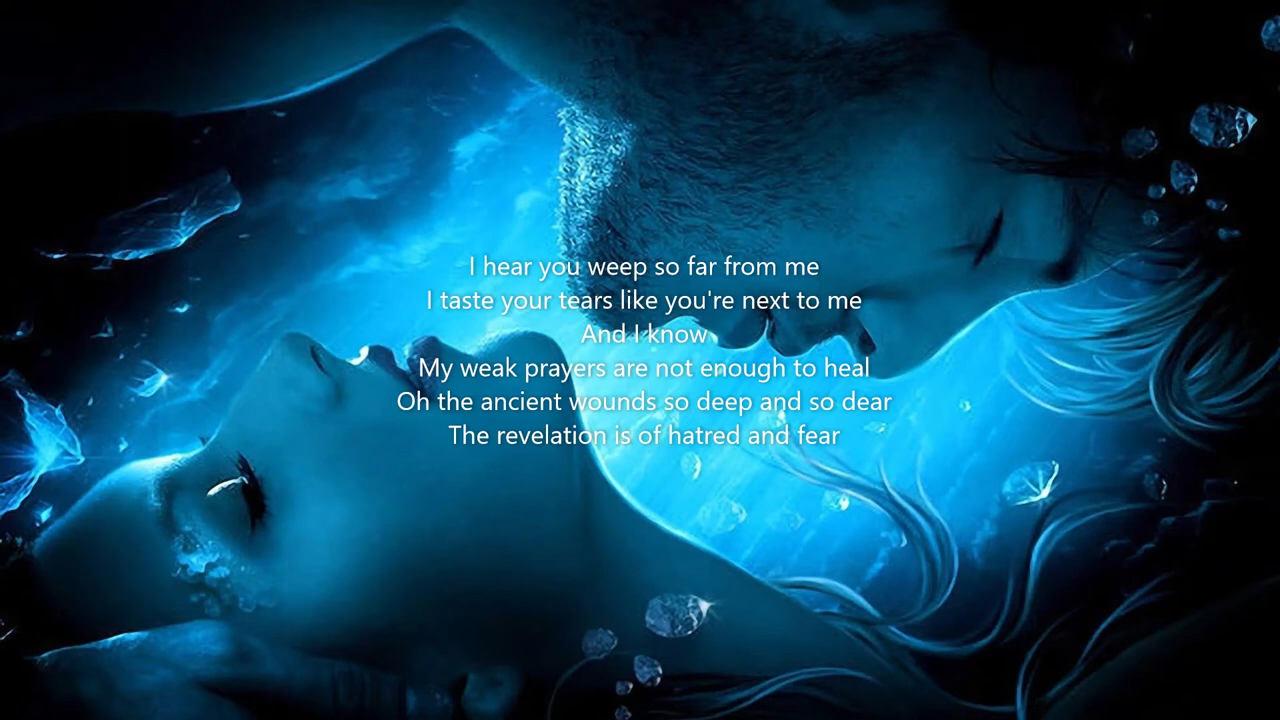 I hear you weep so far from me
I taste your tears like you're next to me
And I know
My weak prayers are not enough to heal
Oh the ancient wounds so deep and so dear
The revelation is of hatred and fear